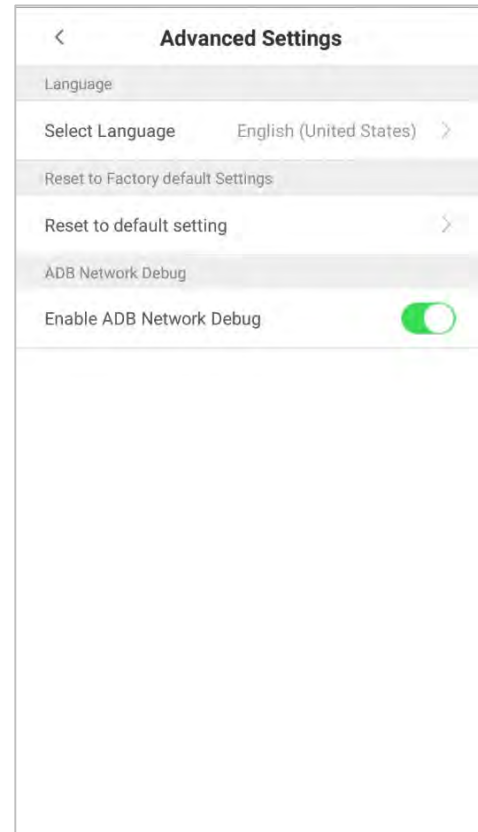 Advanced Settings
Language
Select Language English (United States)
Reset to Factory default Settings
Reset to default setting
ADB Network Debug
Enable ADB Network Debug